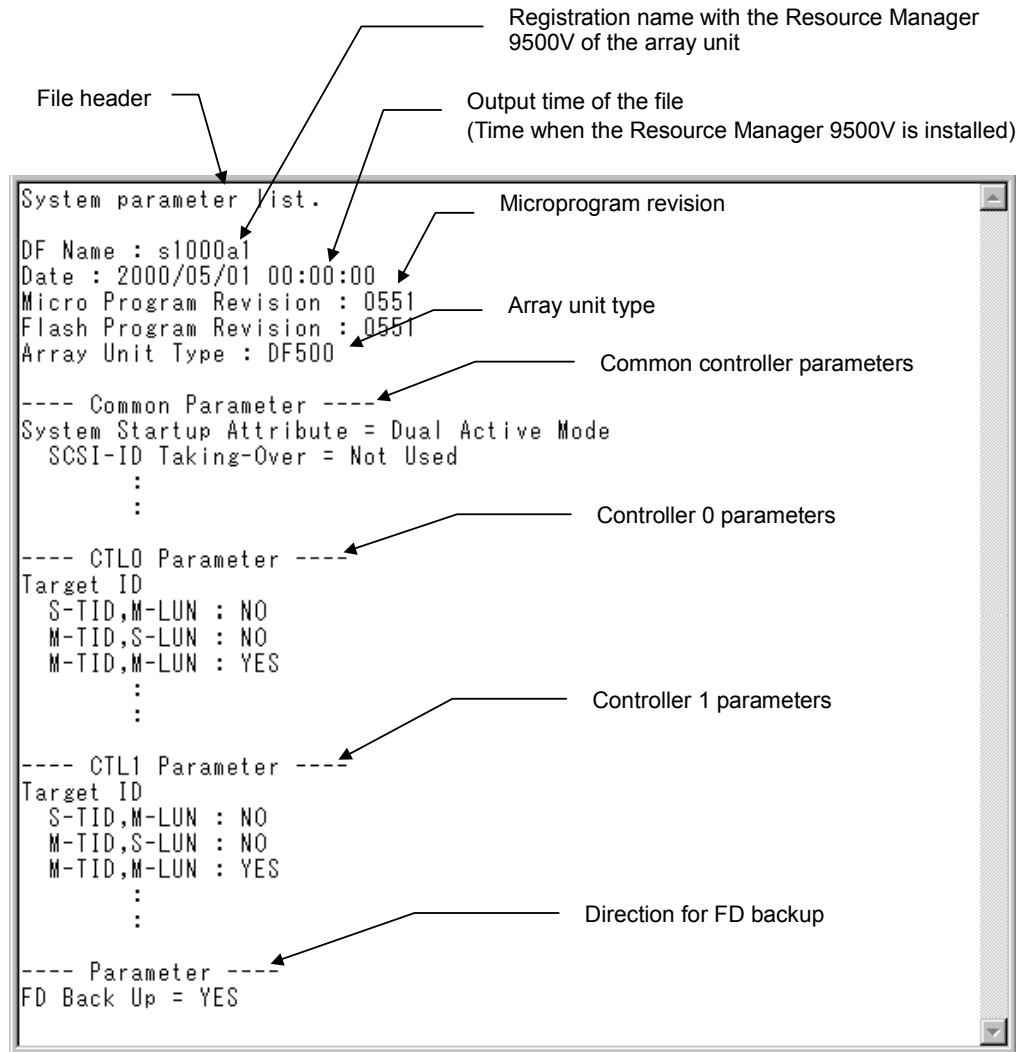 Registration name with the Resource Manager
9500V of the array unit
File header
Output time of the file
(Time when the Resource Manager 9500V is installed)
System parameter list.
Microprogram revision
DF Name : s1000a1
Date : 2000/05/01 00:00:00
Micro Program Revision : 0551
Flash Program Revision : 0551
Array unit type
Array Unit Type : DF500
Common controller parameters
---- Common Parameter ----
System Startup Attribute = Dual Active Mode
SCSI-ID Taking-Over = Not Used
:
:
Controller 0 parameters
---- CTL0 Parameter ----
Target ID
S-TID,M-LUN : NO
M-TID,S-LUN : NO
M-TID,M-LUN : YES
:
:
Controller 1 parameters
---- CTL1 Parameter ----
Target ID
S-TID,M-LUN : NO
M-TID,S-LUN : NO
M-TID,M-LUN : YES
:
:
Direction for FD backup
---- Parameter ----
FD Back Up = YES